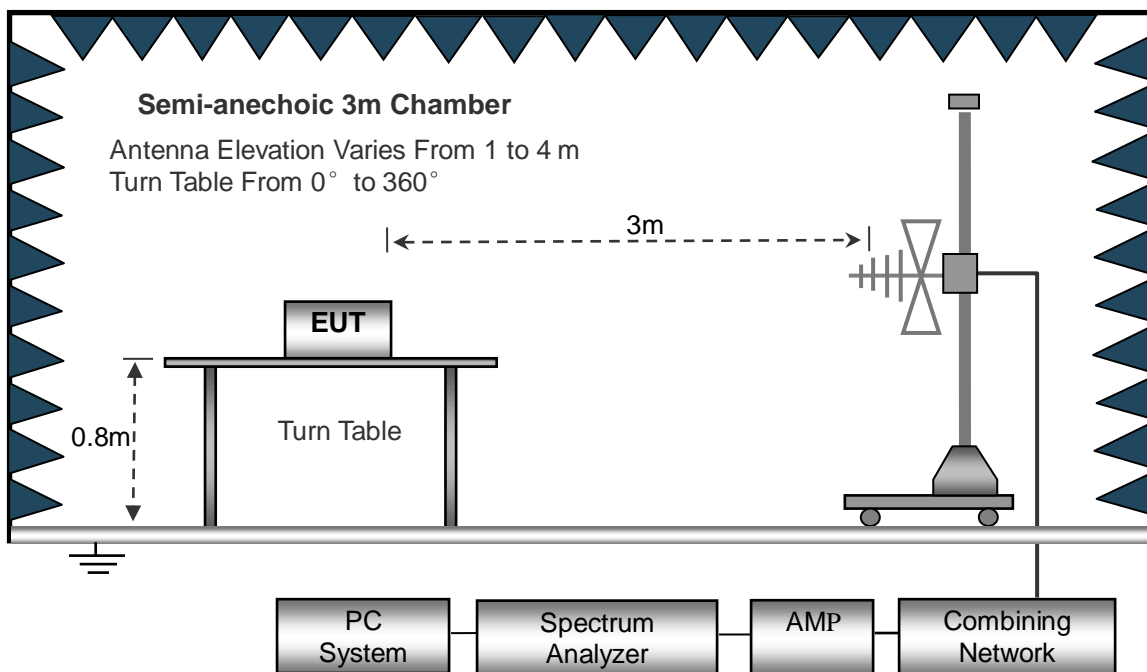 Semi-anechoic 3m Chamber
Antenna Elevation Varies From 1 to 4 m
Turn Table From 0° to 360°
3m
EUT
0.8m
Turn Table
PC
System
Spectrum
Analyzer
AMP
Combining
Network